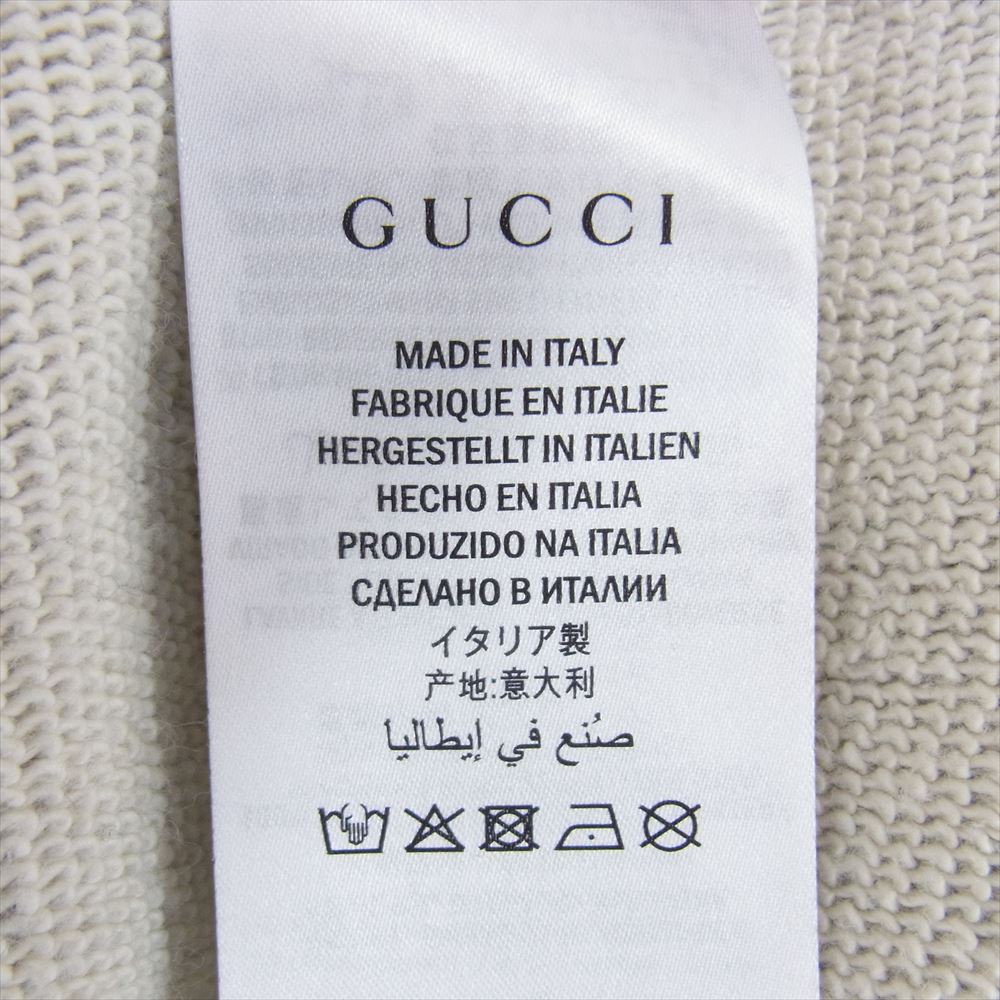 GUCCI
MADE IN ITALY
FABRIQUE EN ITALIE
HERGESTELLT IN ITALIEN
HECHO EN ITALIA
PRODUZIDO NA ITALIA
СДЕЛАНО В ИТАЛИИ
イタリア製
产地:意大利
صُنع في إيطاليا